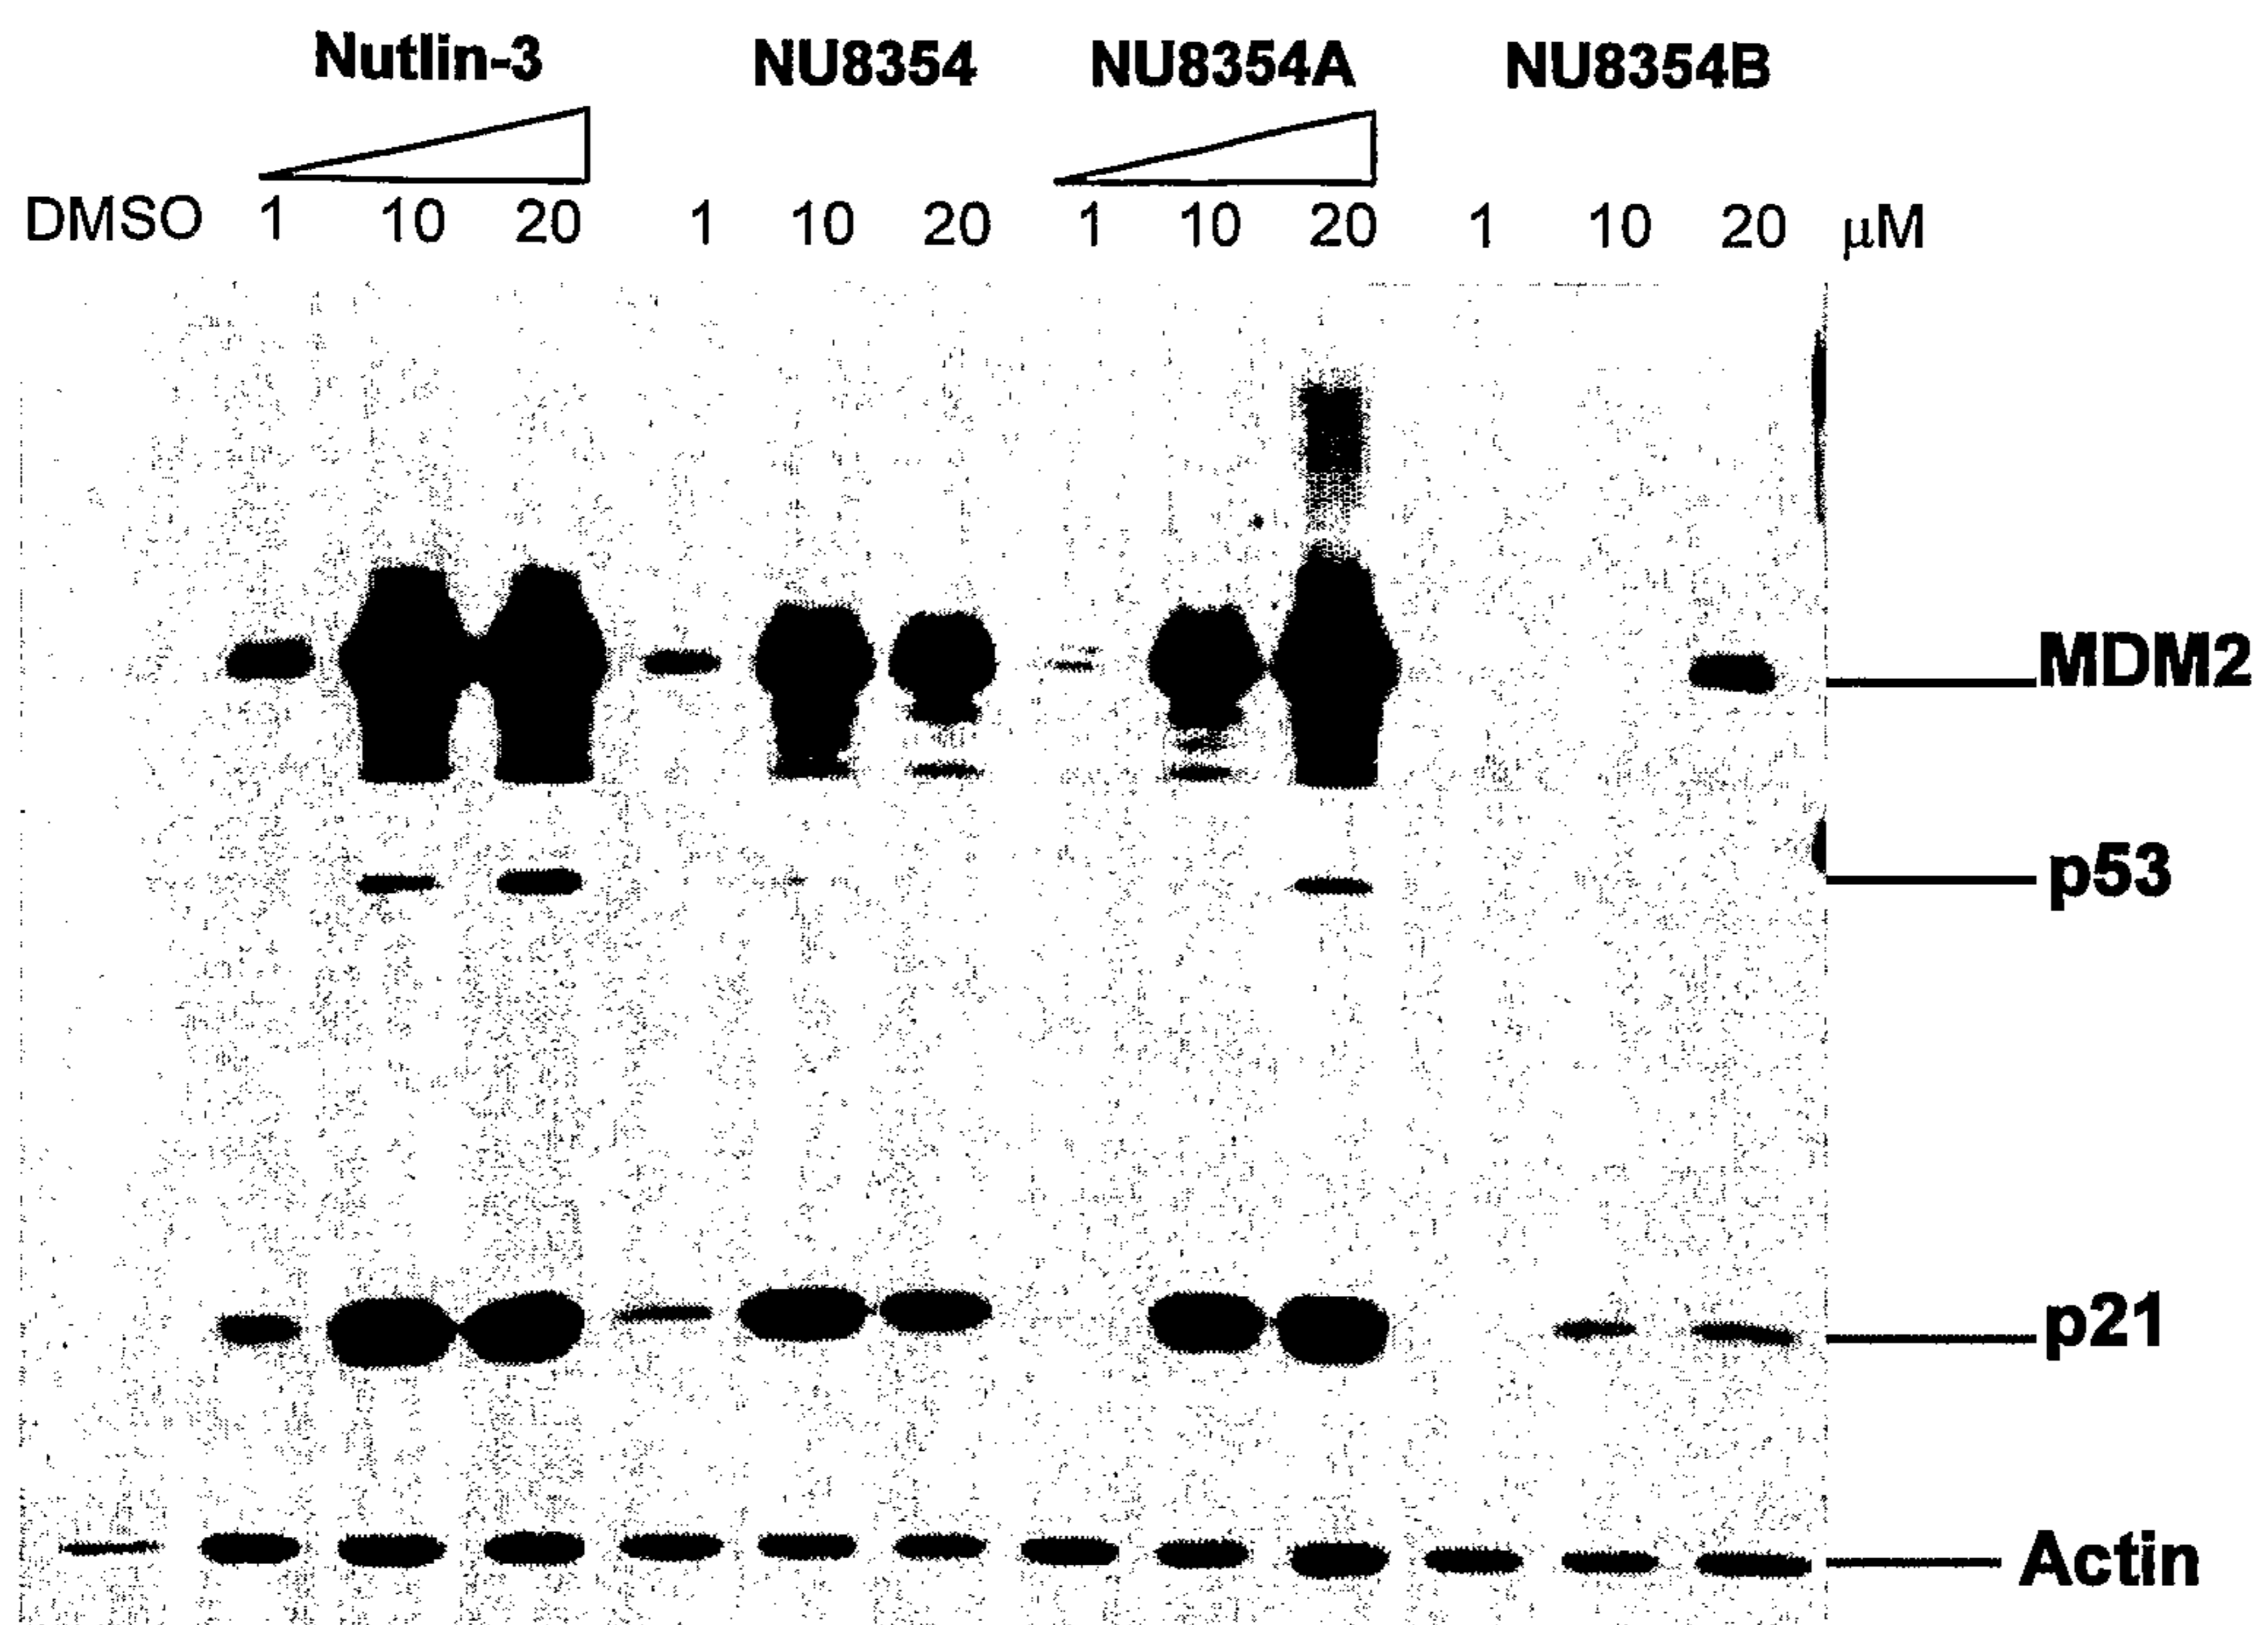 Nutlin-3 NU8354 NU8354A NU8354B
DMSO 1 10 20 1 10 20 1 10 20 1 10 20 μM
MDM2
p53
p21
Actin